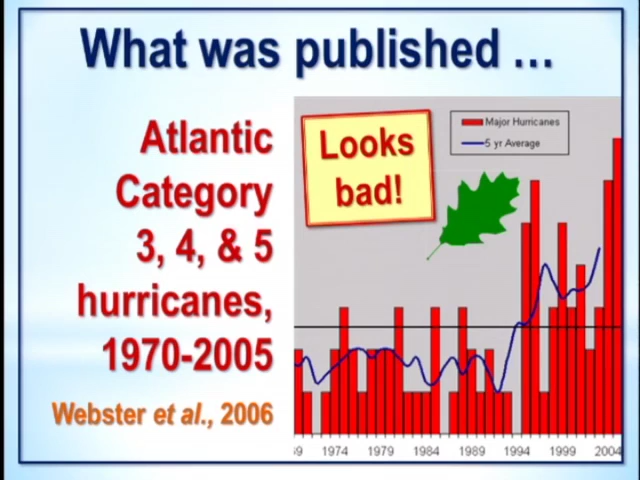 What was published ...
Atlantic
Category
3, 4, & 5
hurricanes,
1970-2005
Webster et al., 2006
Looks
bad!
Major Hurricanes
5 yr Average
69 1974 1979 1984 1989 1994 1999 2004